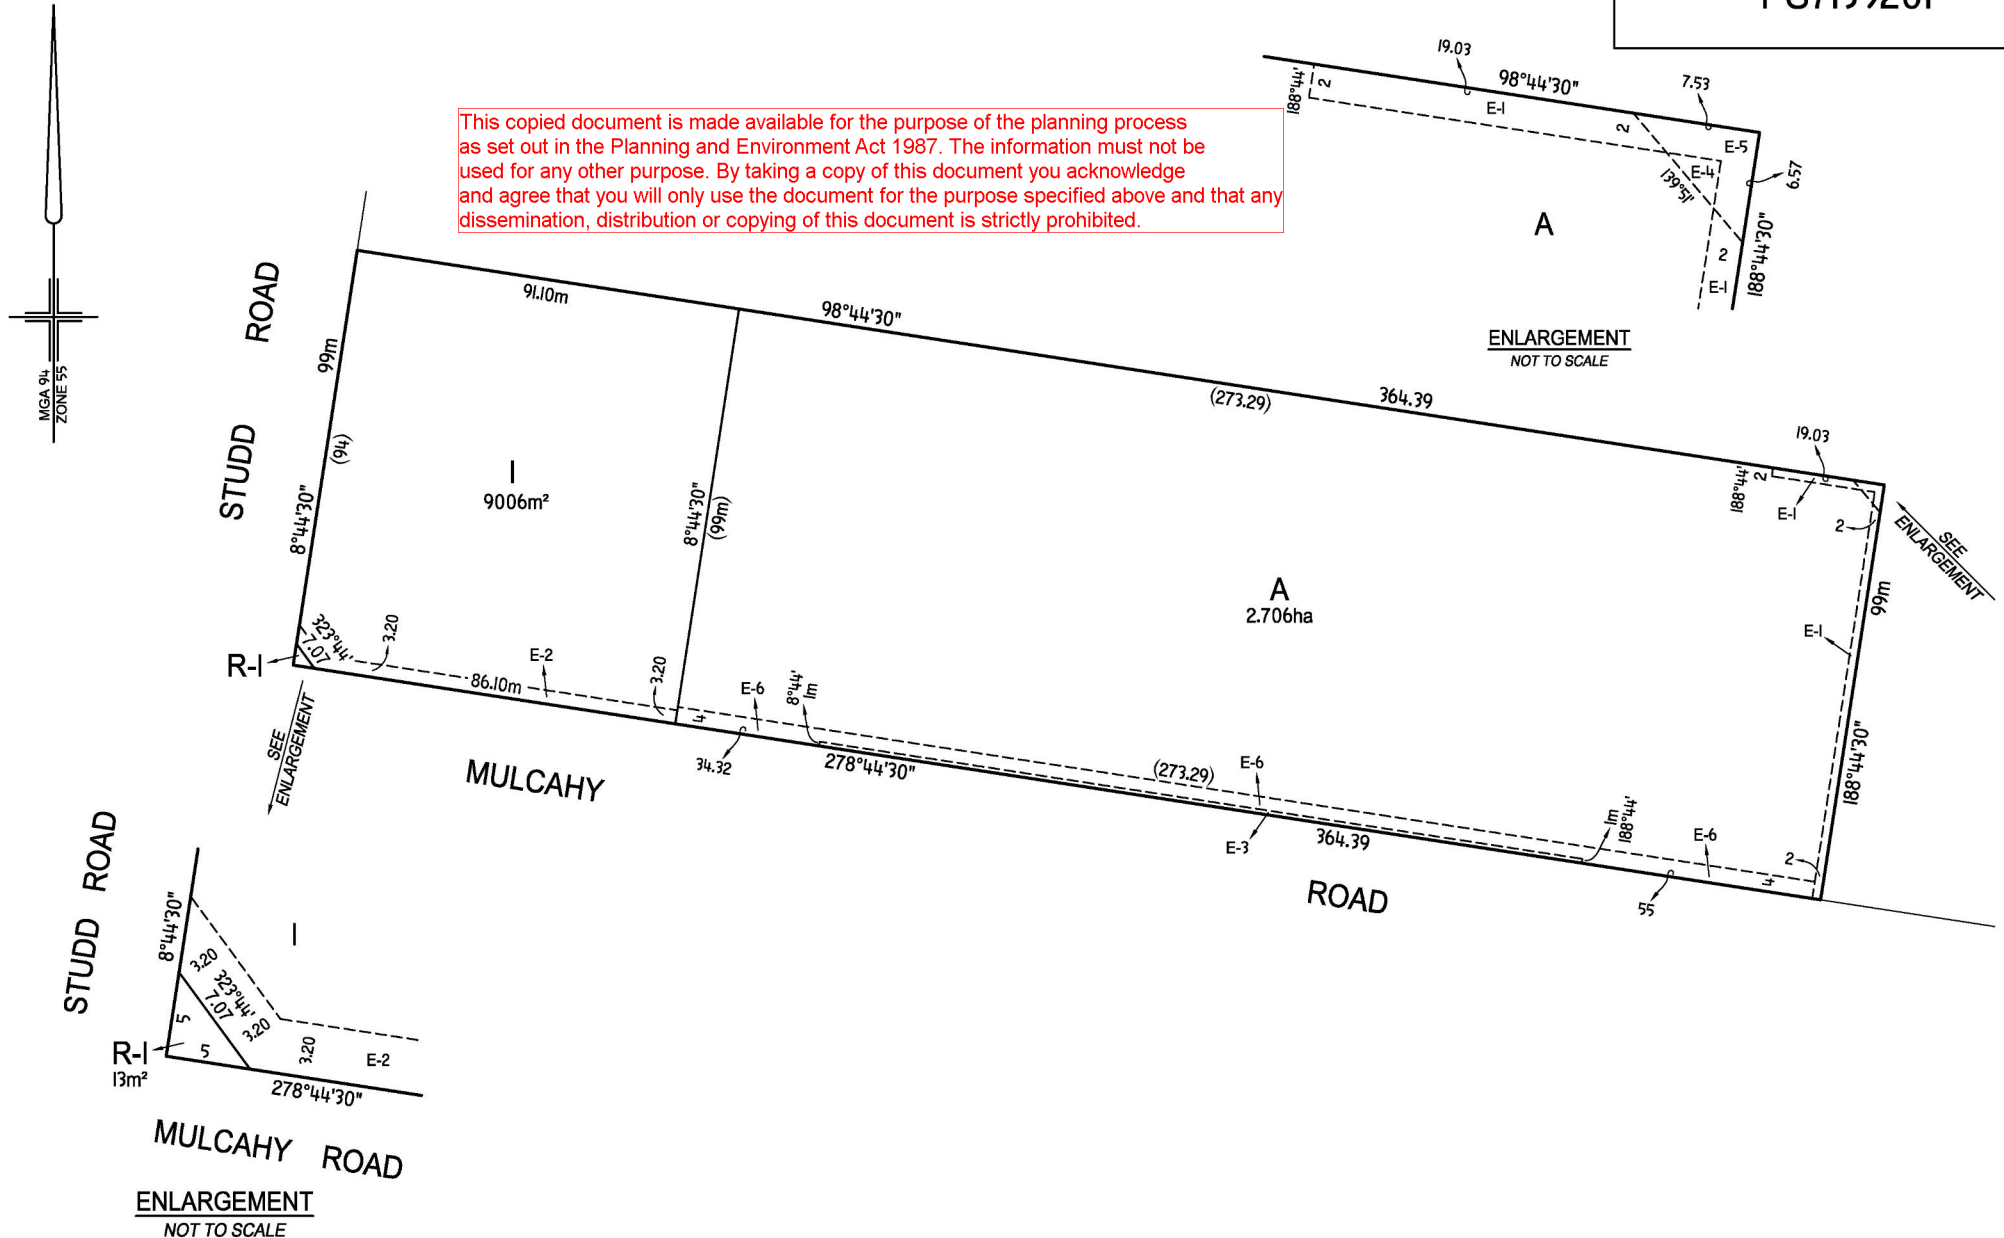 MGA 94
ZONE 55
This copied document is made available for the purpose of the planning process
as set out in the Planning and Environment Act 1987. The information must not be
used for any other purpose. By taking a copy of this document you acknowledge
and agree that you will only use the document for the purpose specified above and that any
dissemination, distribution or copying of this document is strictly prohibited.
19.03
98°44'30"
7.53
188°44'
2
E-1
2
E-5
E-4
139°51'
6.57
A
2
E-1
188°44'30"
ENLARGEMENT
NOT TO SCALE
STUDD ROAD
99m
(94)
8°44'30"
91.10m
98°44'30"
(273.29)
364.39
19.03
188°44'
2
E-1
2
SEE
ENLARGEMENT
1
9006m²
8°44'30"
(99m)
A
2.706ha
99m
E-1
188°44'30"
R-1
323°44'
7.07
3.20
86.10m
E-2
3.20
4
E-6
34.32
8°44'
1m
278°44'30"
(273.29)
E-6
E-3
364.39
1m
188°44'
E-6
2
4
55
MULCAHY ROAD
SEE
ENLARGEMENT
STUDD ROAD
8°44'30"
1
3.20
323°44'
7.07
3.20
3.20
5
5
E-2
R-1
13m²
278°44'30"
MULCAHY ROAD
ENLARGEMENT
NOT TO SCALE